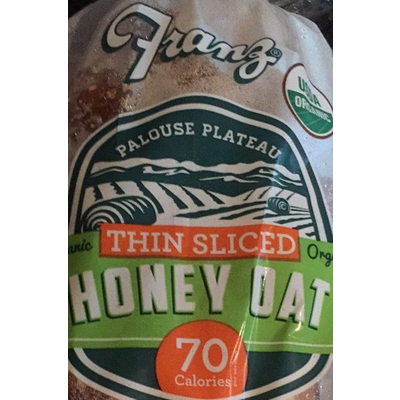 Franz®
USDA
ORGANIC
PALOUSE PLATEAU
THIN SLICED
HONEY OAT
70
Calories